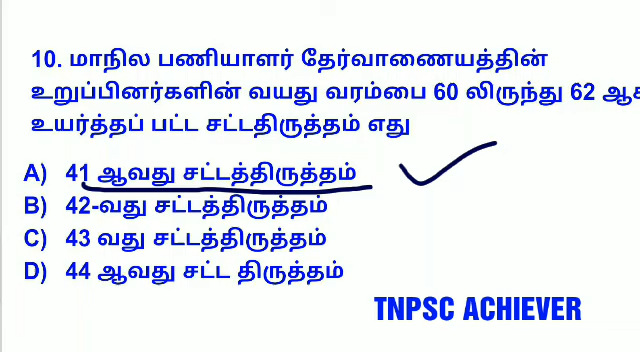 10. மாநில பணியாளர் தேர்வாணையத்தின்
உறுப்பினர்களின் வயது வரம்பை 60 லிருந்து 62 ஆக
உயர்த்தப் பட்ட சட்டதிருத்தம் எது
A) 41 ஆவது சட்டத்திருத்தம்
B) 42-வது சட்டத்திருத்தம்
C) 43 வது சட்டத்திருத்தம்
D) 44 ஆவது சட்ட திருத்தம்
TNPSC ACHIEVER